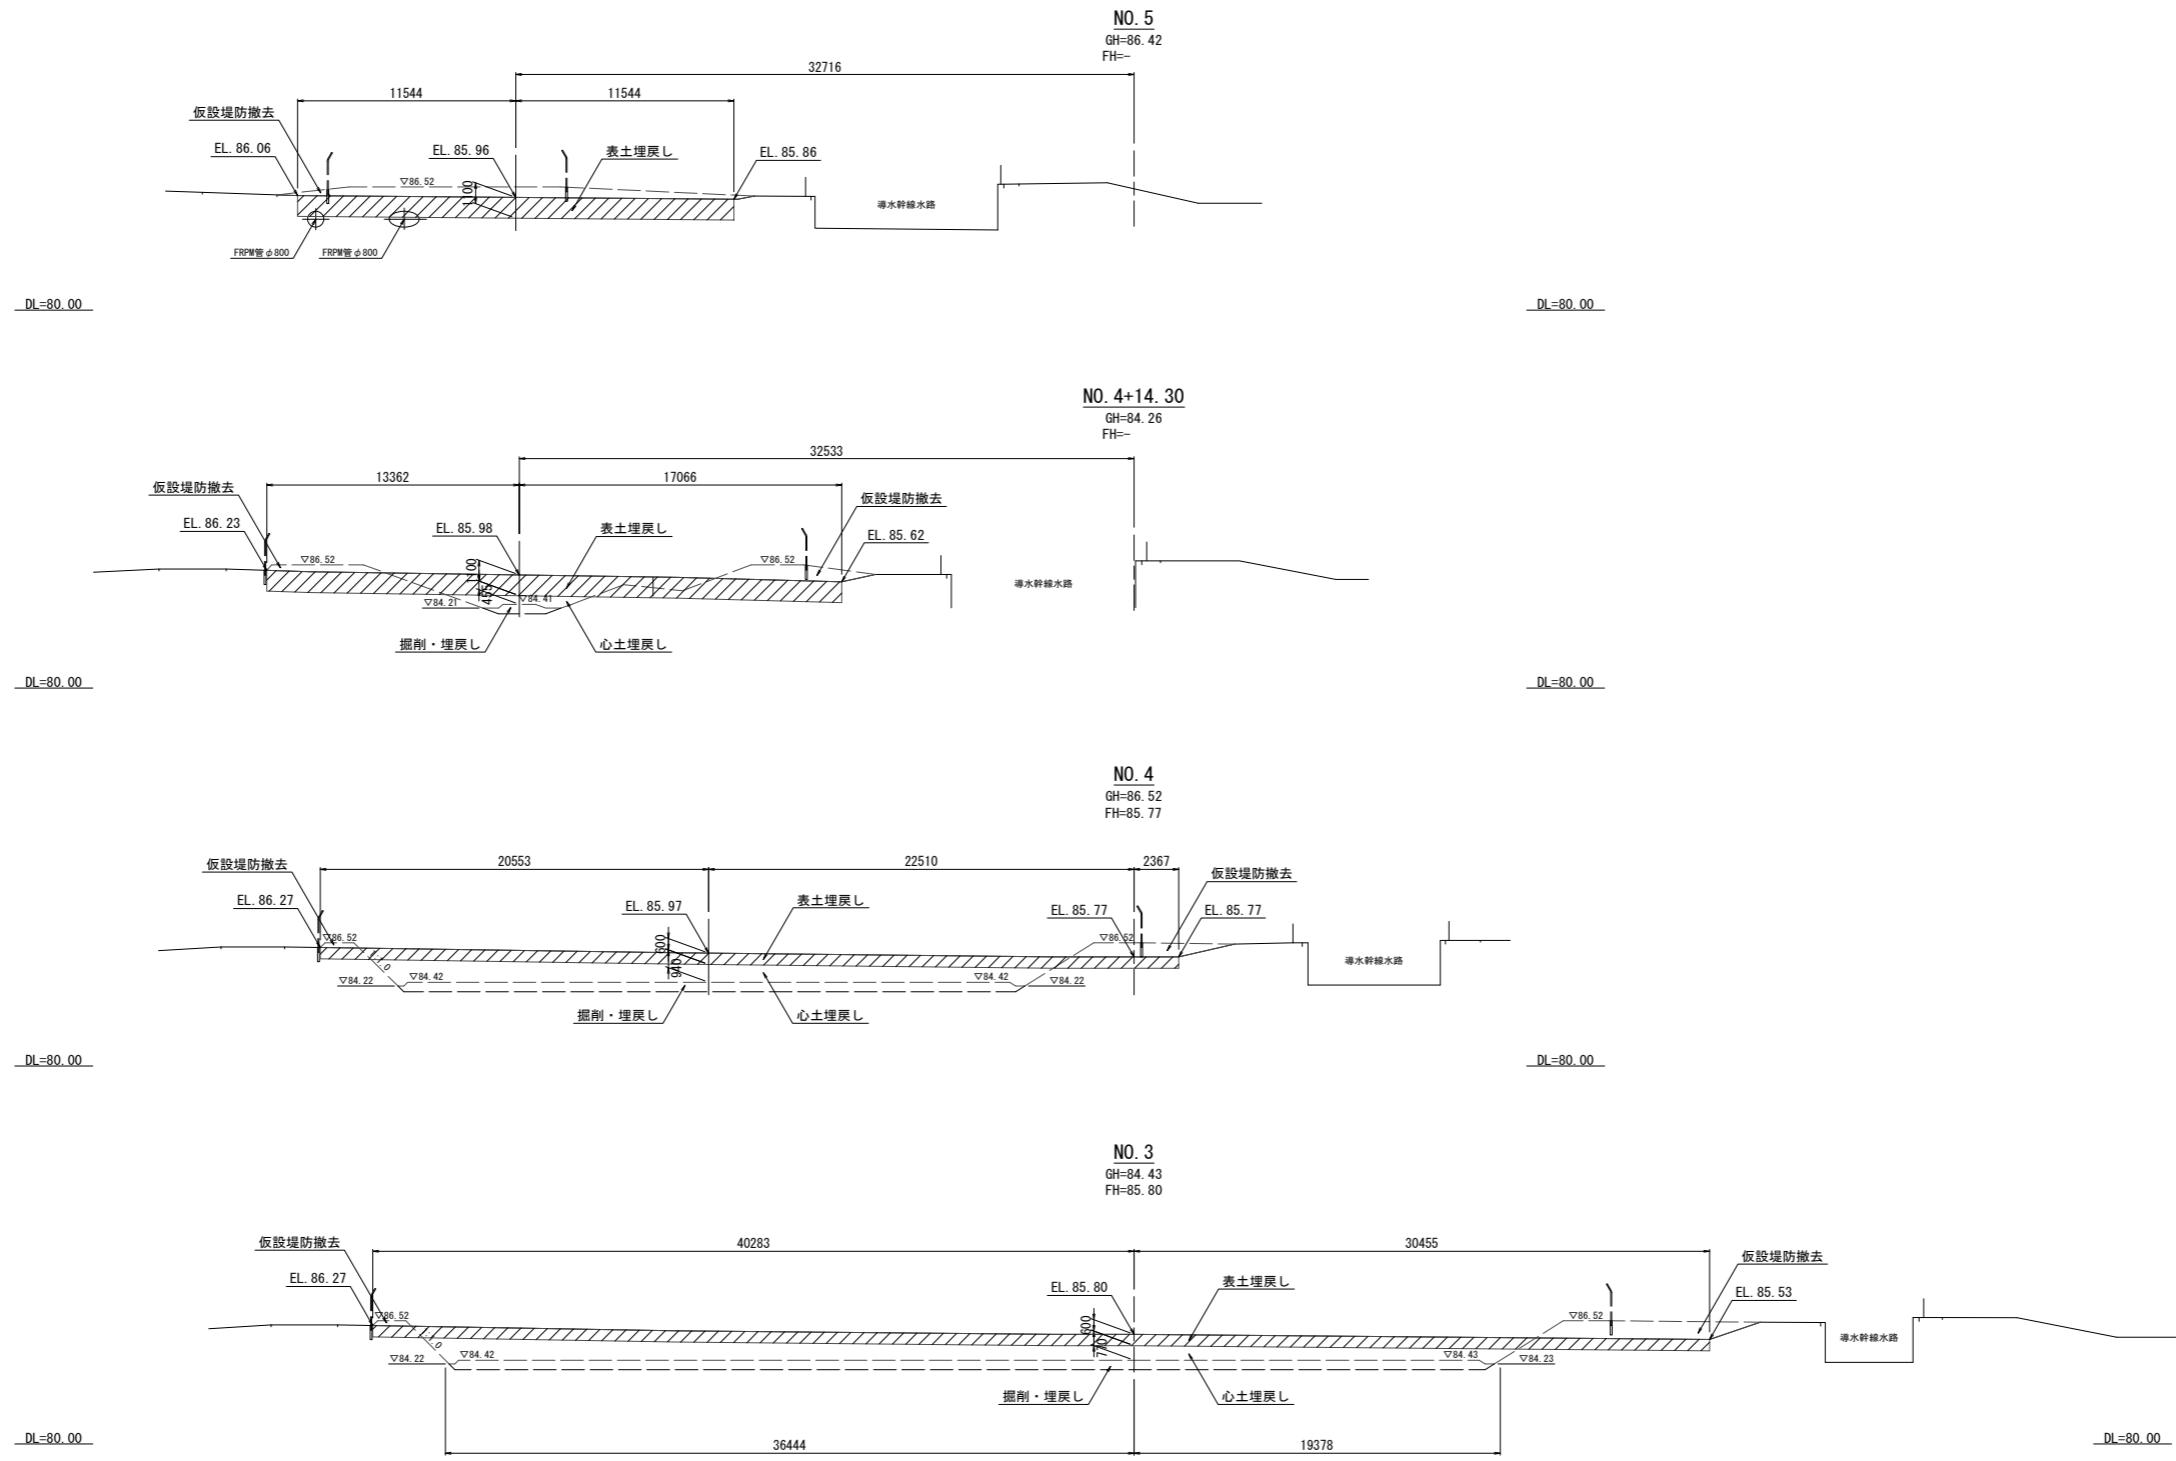 NO. 5
GH=86. 42
FH=-
32716
11544
11544
仮設堤防撤去
EL. 86. 06
EL. 85. 96
表土埋戻し
EL. 85. 86
▽86. 52
1100
導水幹線水路
FRPM管φ800
FRPM管φ800
DL=80. 00
DL=80. 00
NO. 4+14. 30
GH=84. 26
FH=-
32533
13362
17066
仮設堤防撤去
仮設堤防撤去
EL. 86. 23
EL. 85. 98
表土埋戻し
EL. 85. 62
▽86. 52
▽86. 52
1100
455
▽84. 21
▽84. 41
導水幹線水路
掘削・埋戻し
心土埋戻し
DL=80. 00
DL=80. 00
NO. 4
GH=86. 52
FH=85. 77
20553
22510
2367
仮設堤防撤去
仮設堤防撤去
EL. 86. 27
EL. 85. 97
表土埋戻し
EL. 85. 77
EL. 85. 77
▽86. 52
▽86. 52
600
940
▽84. 22
▽84. 42
▽84. 42
▽84. 22
導水幹線水路
掘削・埋戻し
心土埋戻し
DL=80. 00
DL=80. 00
NO. 3
GH=84. 43
FH=85. 80
40283
30455
仮設堤防撤去
仮設堤防撤去
EL. 86. 27
EL. 85. 80
表土埋戻し
EL. 85. 53
▽86. 52
▽86. 52
600
770
▽84. 22
▽84. 42
▽84. 43
▽84. 23
導水幹線水路
掘削・埋戻し
心土埋戻し
36444
19378
DL=80. 00
DL=80. 00